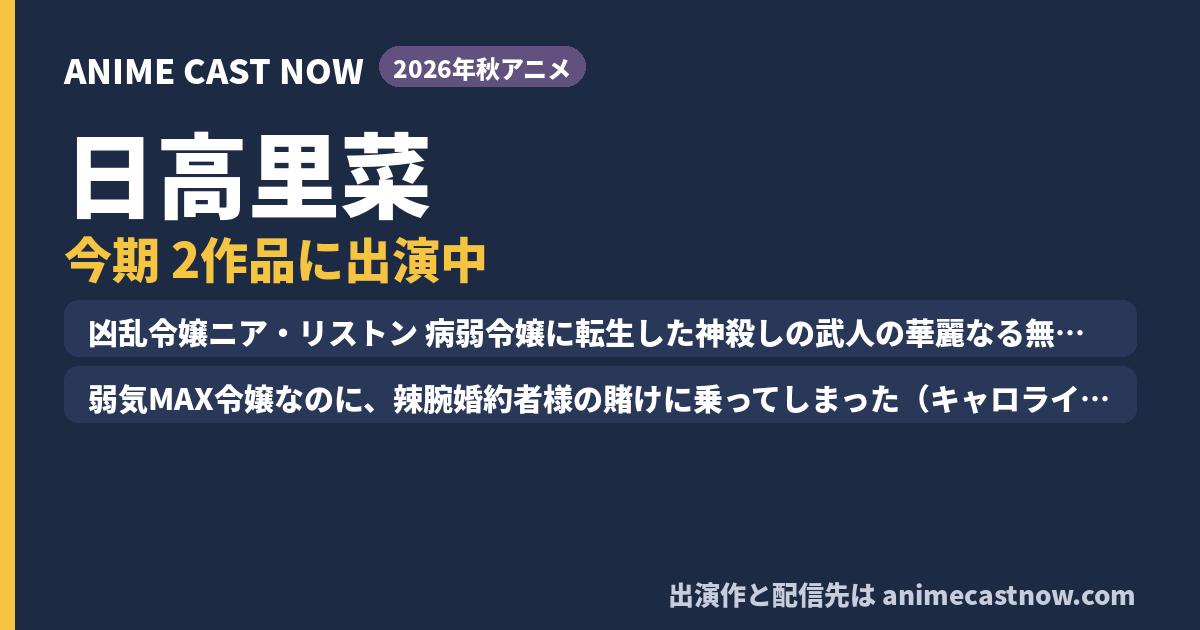 ANIME CAST NOW 2026年秋アニメ
日高里菜
今期 2作品に出演中
凶乱令嬢ニア・リストン 病弱令嬢に転生した神殺しの武人の華麗なる無…
弱気MAX令嬢なのに、辣腕婚約者様の賭けに乗ってしまった（キャロライ…
出演作と配信先は animecastnow.com